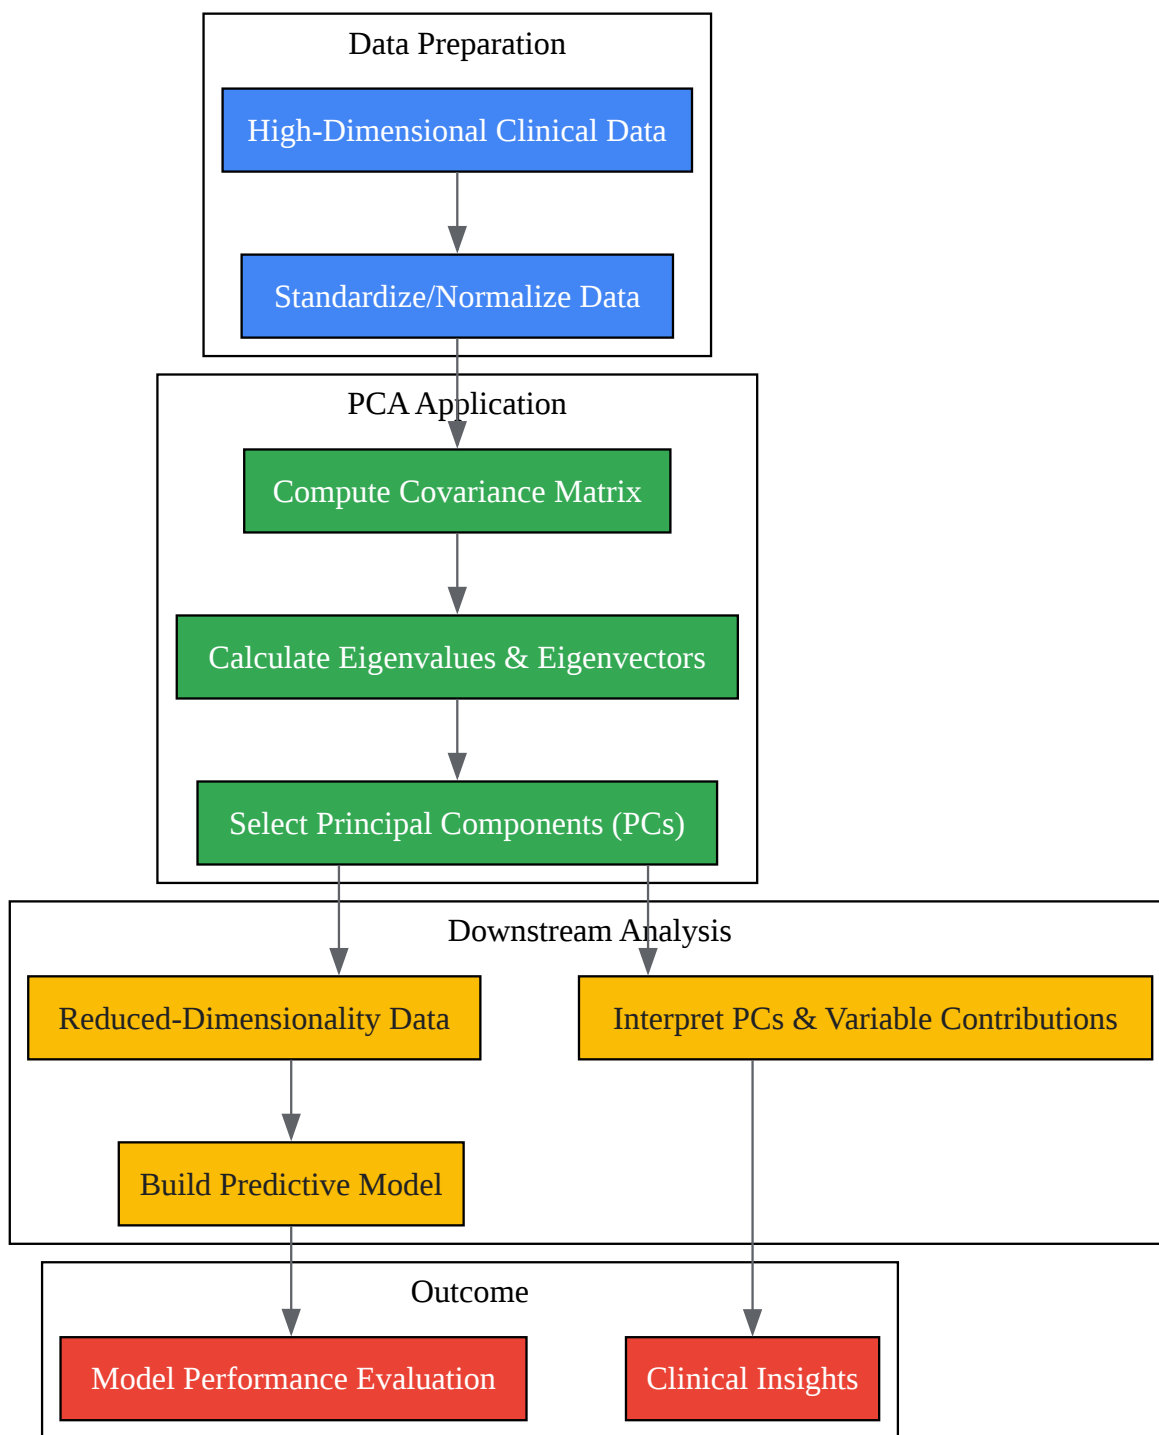 Data Preparation
High-Dimensional Clinical Data
Standardize/Normalize Data
PCA Application
Compute Covariance Matrix
Calculate Eigenvalues & Eigenvectors
Select Principal Components (PCs)
Downstream Analysis
Reduced-Dimensionality Data
Interpret PCs & Variable Contributions
Build Predictive Model
Outcome
Model Performance Evaluation
Clinical Insights